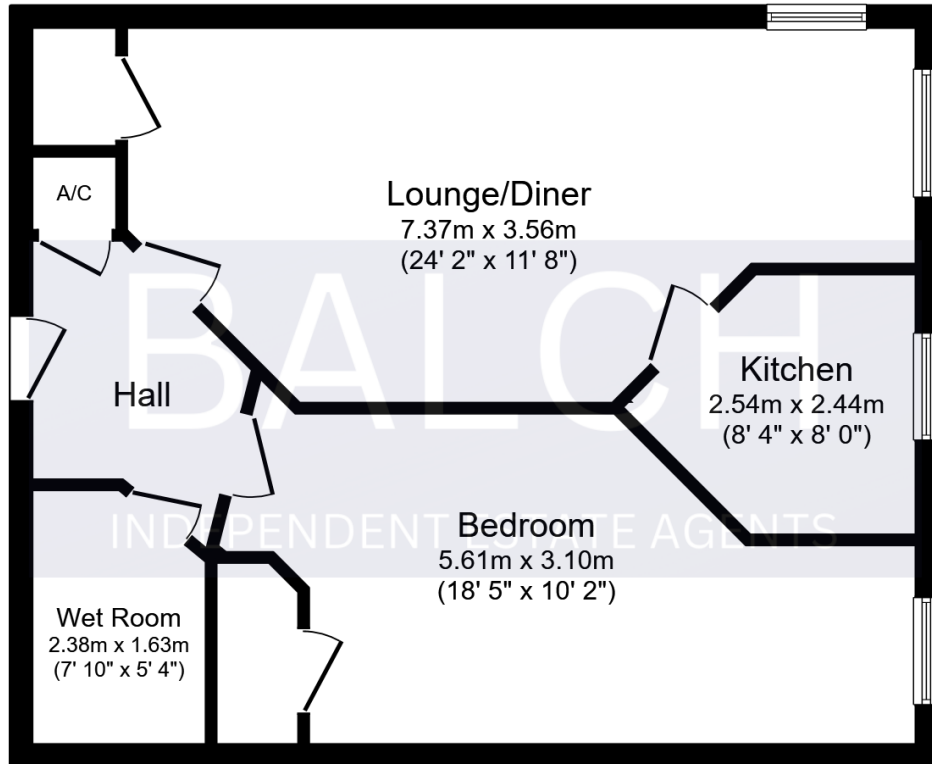 A/C
Lounge/Diner
7.37m x 3.56m
(24' 2" x 11' 8")
BALCH
Kitchen
2.54m x 2.44m
(8' 4" x 8' 0")
Hall
INDEPENDENT ESTATE AGENTS
Bedroom
5.61m x 3.10m
(18' 5" x 10' 2")
Wet Room
2.38m x 1.63m
(7' 10" x 5' 4")